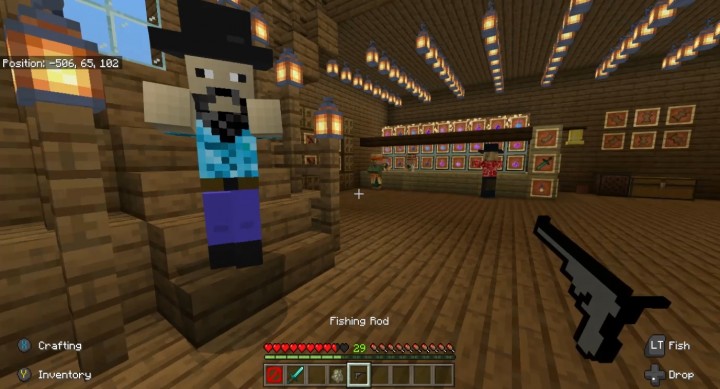 Position: -506, 65, 102
Fishing Rod
29
Crafting
LT Fish
Inventory
Drop